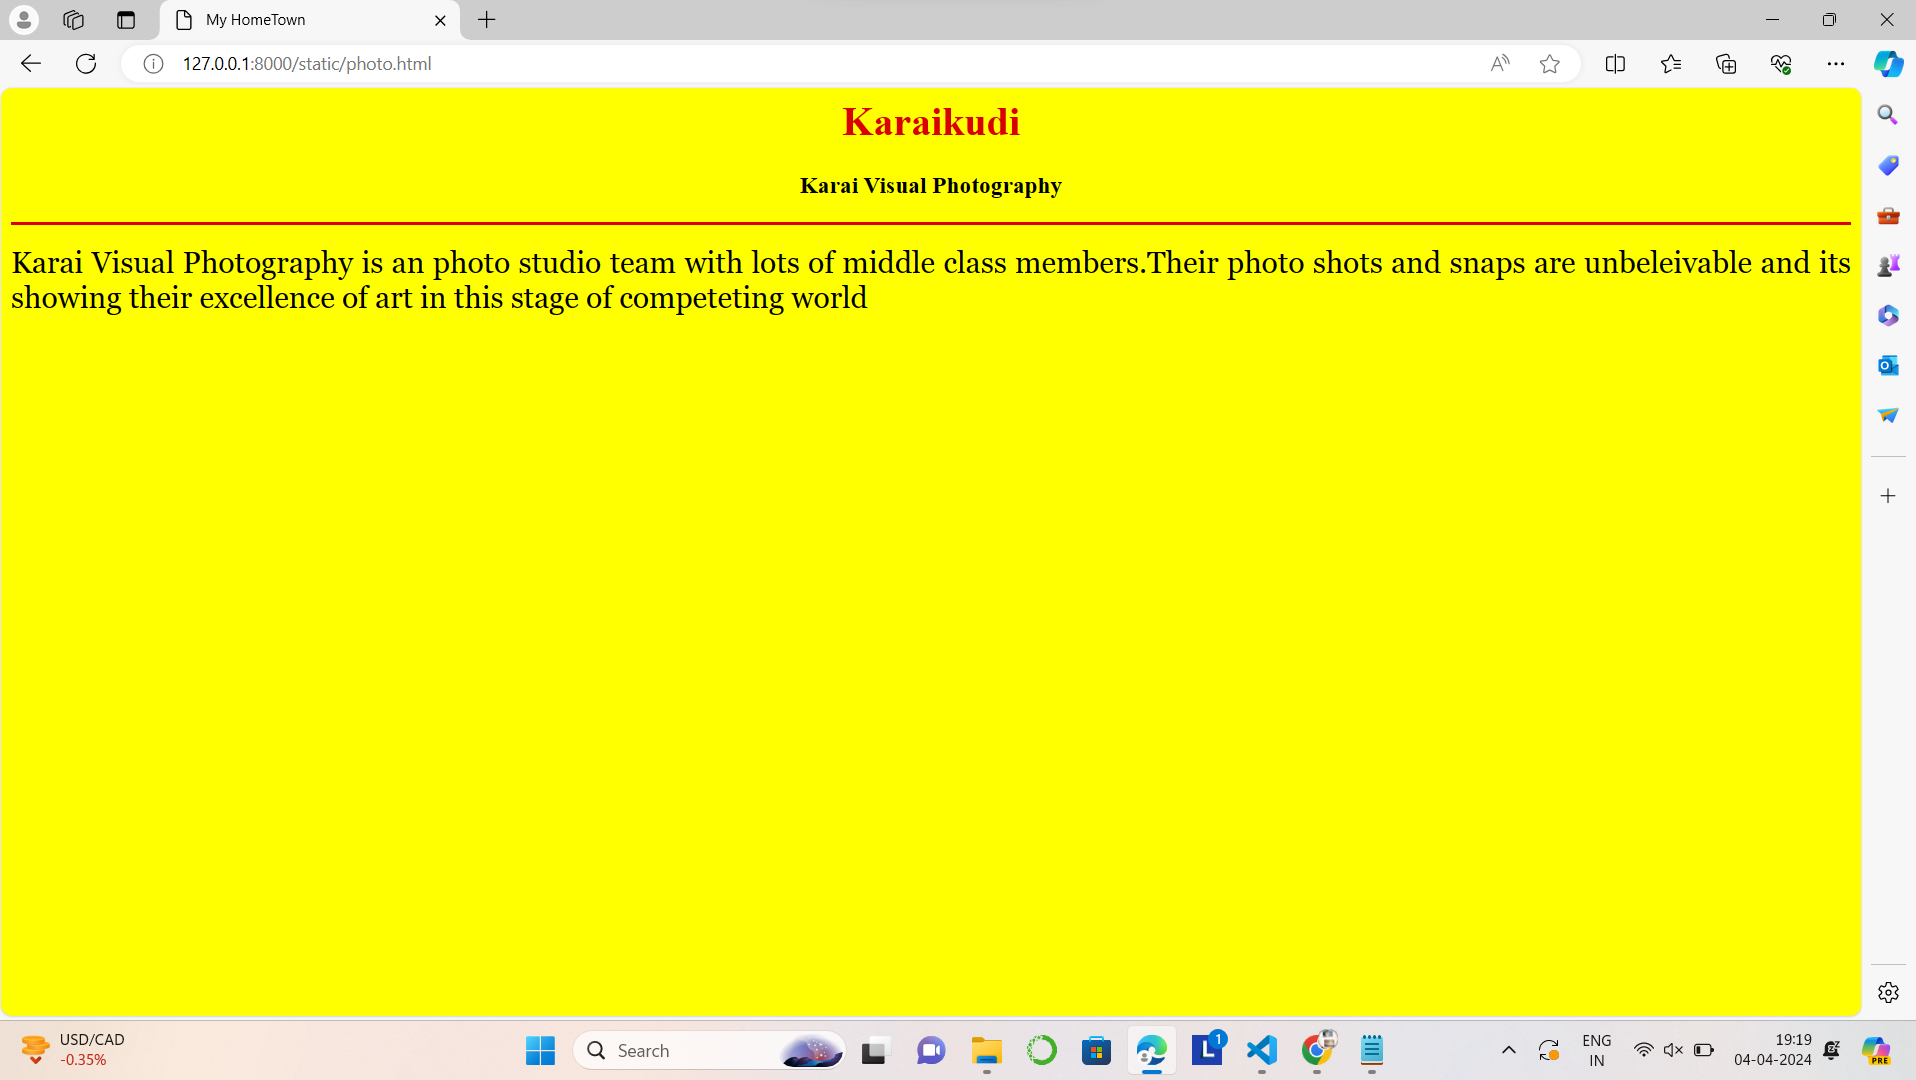 My HomeTown
127.0.0.1:8000/static/photo.html
Karaikudi
Karai Visual Photography
Karai Visual Photography is an photo studio team with lots of middle class members.Their photo shots and snaps are unbeleivable and its
showing their excellence of art in this stage of competeting world
USD/CAD
-0.35%
Search
1
ENG
IN
19:19
04-04-2024
PRE